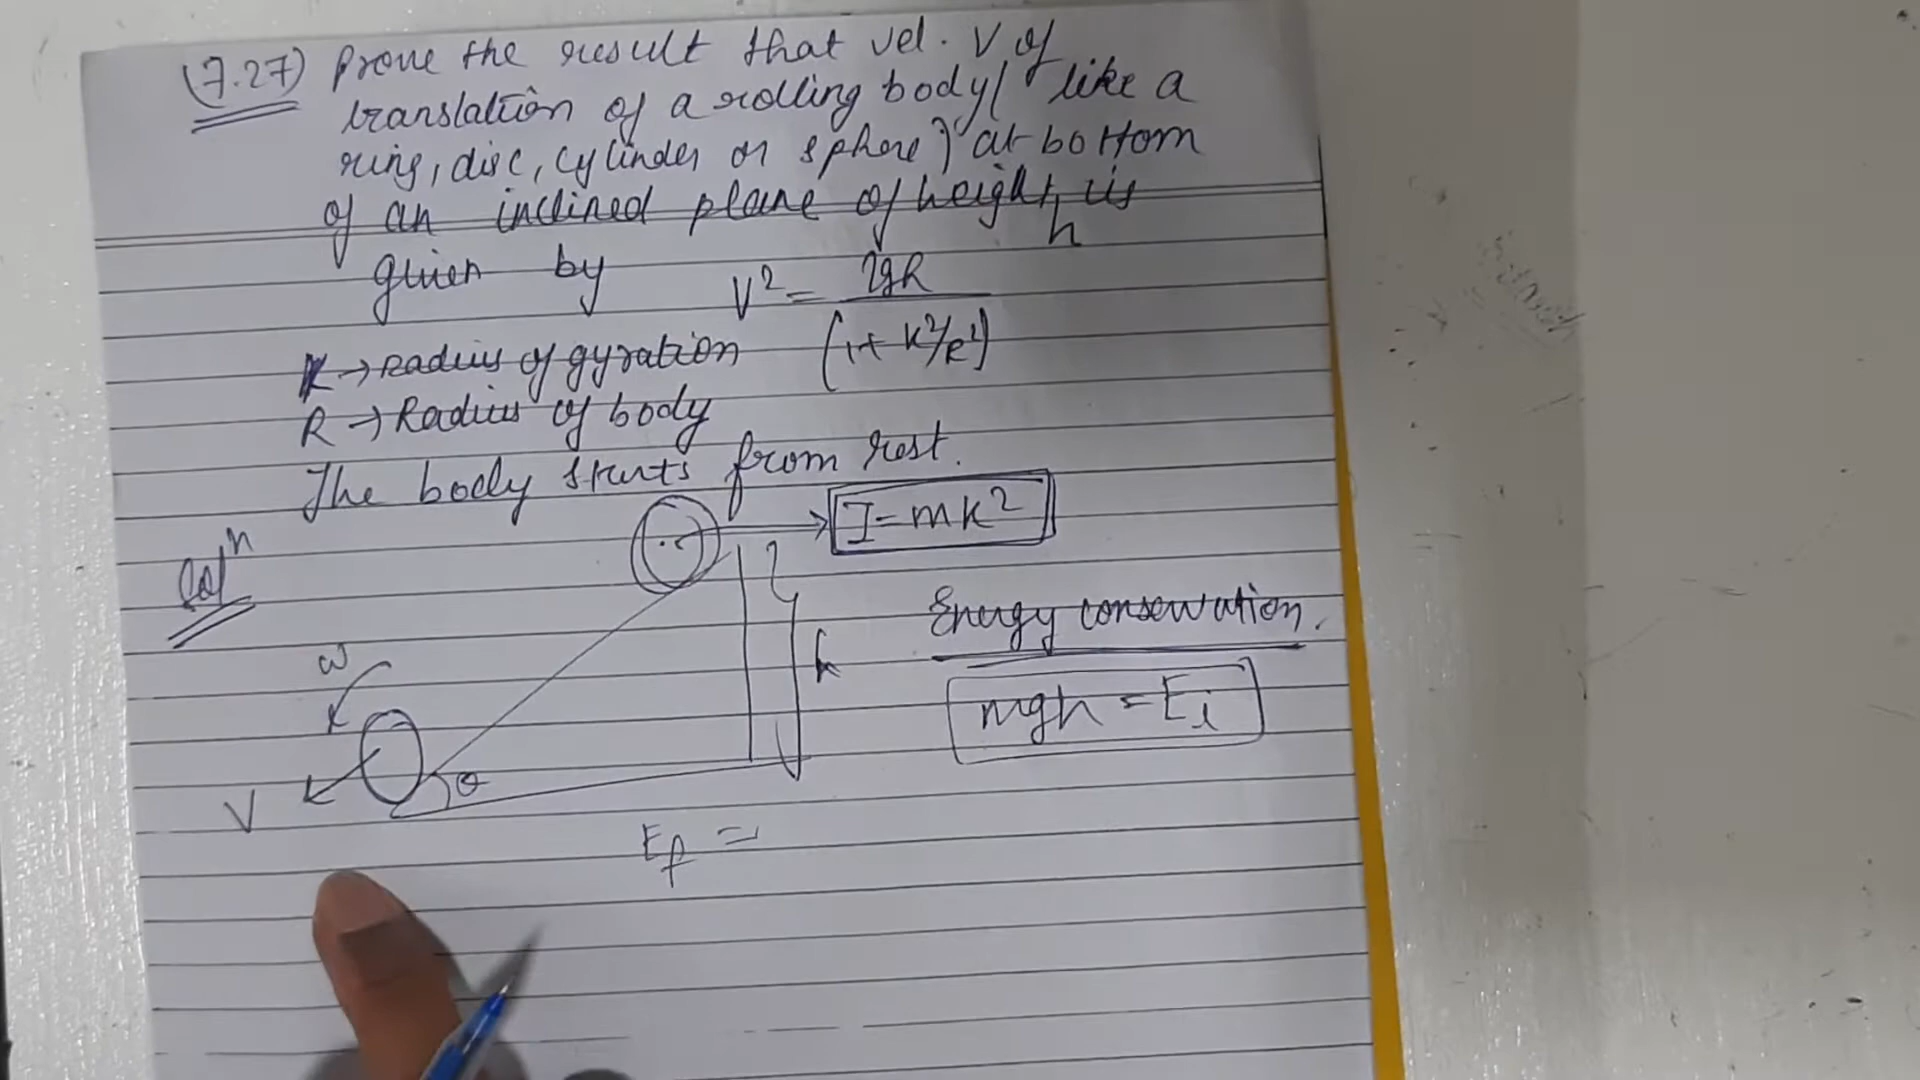 (7.27) Prove the result that vel. V of
translation of a rolling body (like a
ring, disc, cylinder or sphere) at bottom
of an inclined plane of height h is
given by V² = 2gh / (1 + k²/R²)
k → radius of gyration
R → Radius of body
The body starts from rest.
Solⁿ
I = mk²
Energy conservation.
h
mgh = Ei
ω
θ
V
Ef =